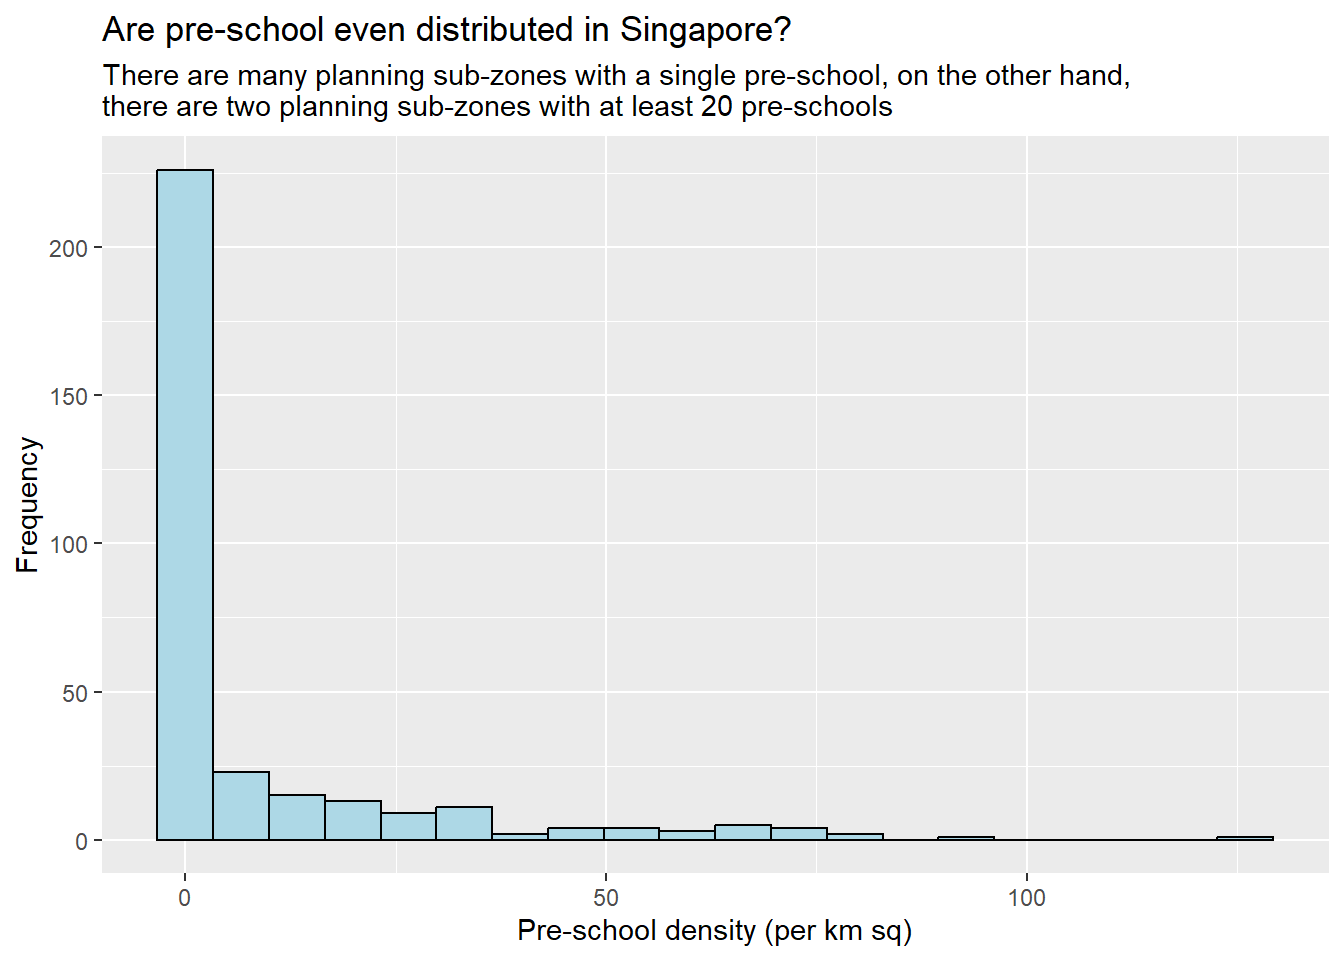 Are pre-school even distributed in Singapore?
There are many planning sub-zones with a single pre-school, on the other hand,
there are two planning sub-zones with at least 20 pre-schools
200
150
100
50
0
Frequency
0 50 100
Pre-school density (per km sq)